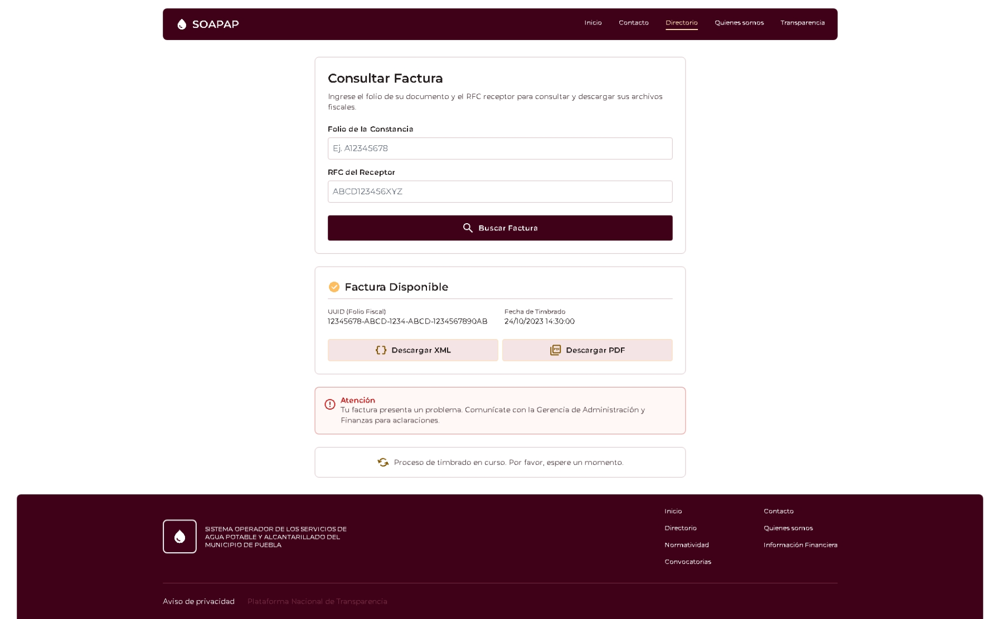 SOAPAP
Inicio
Contacto
Directorio
Quienes somos
Transparencia
Consultar Factura
Ingrese el folio de su documento y el RFC receptor para consultar y descargar sus archivos
fiscales.
Folio de la Constancia
Ej. A12345678
RFC del Receptor
ABCD123456XYZ
Buscar Factura
Factura Disponible
UUID (Folio Fiscal)
12345678-ABCD-1234-ABCD-1234567890AB
Fecha de Timbrado
24/10/2023 14:30:00
Descargar XML
PDF
Descargar PDF
Atención
Tu factura presenta un problema. Comunícate con la Gerencia de Administración y
Finanzas para aclaraciones.
Proceso de timbrado en curso. Por favor, espere un momento.
SISTEMA OPERADOR DE LOS SERVICIOS DE
AGUA POTABLE Y ALCANTARILLADO DEL
MUNICIPIO DE PUEBLA
Inicio
Directorio
Normatividad
Convocatorias
Contacto
Quienes somos
Información Financiera
Aviso de privacidad
Plataforma Nacional de Transparencia